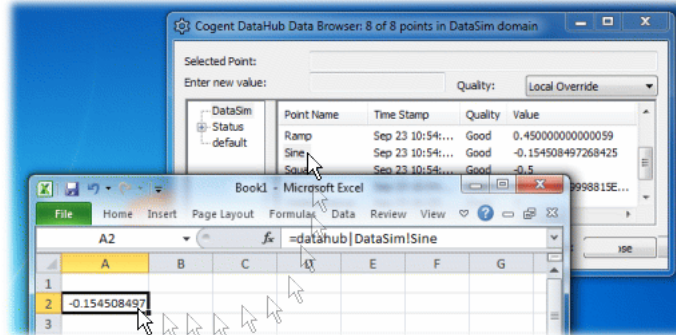 Cogent DataHub Data Browser: 8 of 8 points in DataSim domain
Selected Point:
Enter new value:
Quality: Local Override
DataSim
Status
default
Point Name Time Stamp Quality Value
Ramp Sep 23 10:54:... Good 0.450000000000059
Sine Sep 23 10:54:... Good -0.154508497268425
Sep 23 10:54:... Good -0.5
9998815E...
Book1 - Microsoft Excel
File Home Insert Page Layout Formulas Data Review View
A2 fx =datahub|DataSim!Sine
A B C E F G
1
2 -0.154508497
3